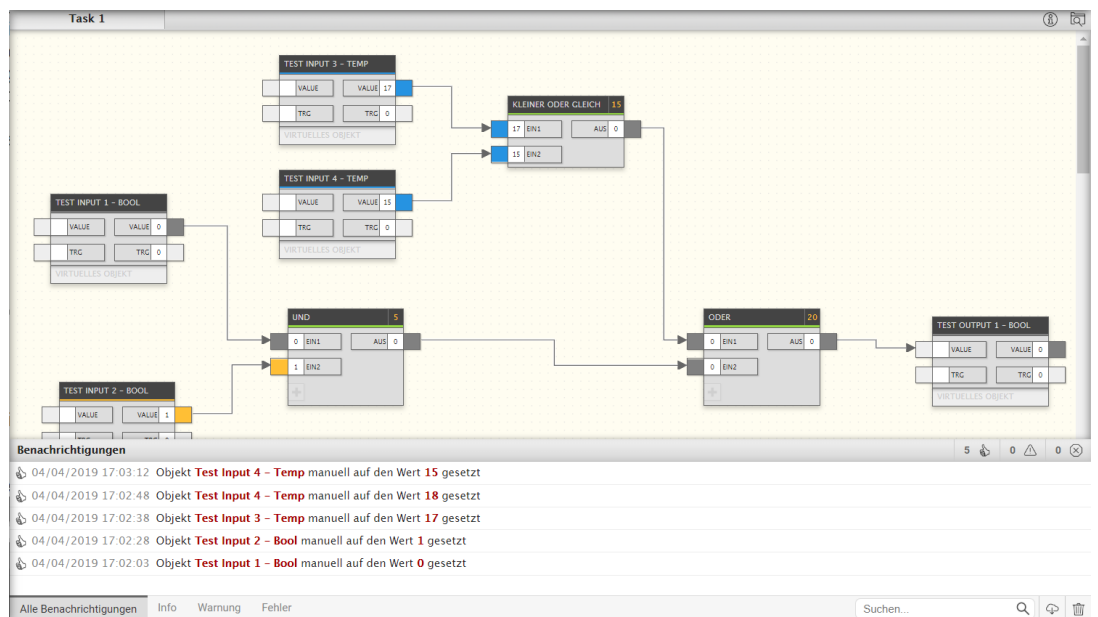 Task 1
TEST INPUT 3 – TEMP
VALUE VALUE 17
TRG TRG 0
VIRTUELLES OBJEKT
KLEINER ODER GLEICH 15
17 EIN1 AUS 0
15 EIN2
TEST INPUT 4 – TEMP
VALUE VALUE 15
TRG TRG 0
VIRTUELLES OBJEKT
TEST INPUT 1 – BOOL
VALUE VALUE 0
TRG TRG 0
VIRTUELLES OBJEKT
UND 5
0 EIN1 AUS 0
1 EIN2
ODER 20
0 EIN1 AUS 0
0 EIN2
TEST OUTPUT 1 – BOOL
VALUE VALUE 0
TRG TRG 0
VIRTUELLES OBJEKT
TEST INPUT 2 – BOOL
VALUE VALUE 1
Benachrichtigungen 5 0 0
04/04/2019 17:03:12 Objekt Test Input 4 – Temp manuell auf den Wert 15 gesetzt
04/04/2019 17:02:48 Objekt Test Input 4 – Temp manuell auf den Wert 18 gesetzt
04/04/2019 17:02:38 Objekt Test Input 3 – Temp manuell auf den Wert 17 gesetzt
04/04/2019 17:02:28 Objekt Test Input 2 – Bool manuell auf den Wert 1 gesetzt
04/04/2019 17:02:03 Objekt Test Input 1 – Bool manuell auf den Wert 0 gesetzt
Alle Benachrichtigungen Info Warnung Fehler Suchen...